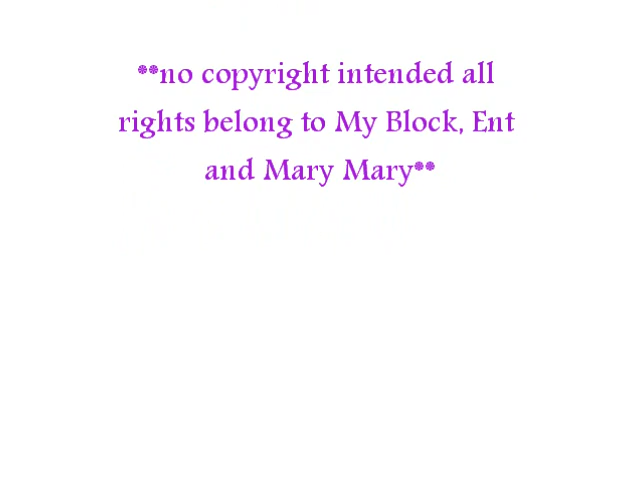 **no copyright intended all
rights belong to My Block, Ent
and Mary Mary**